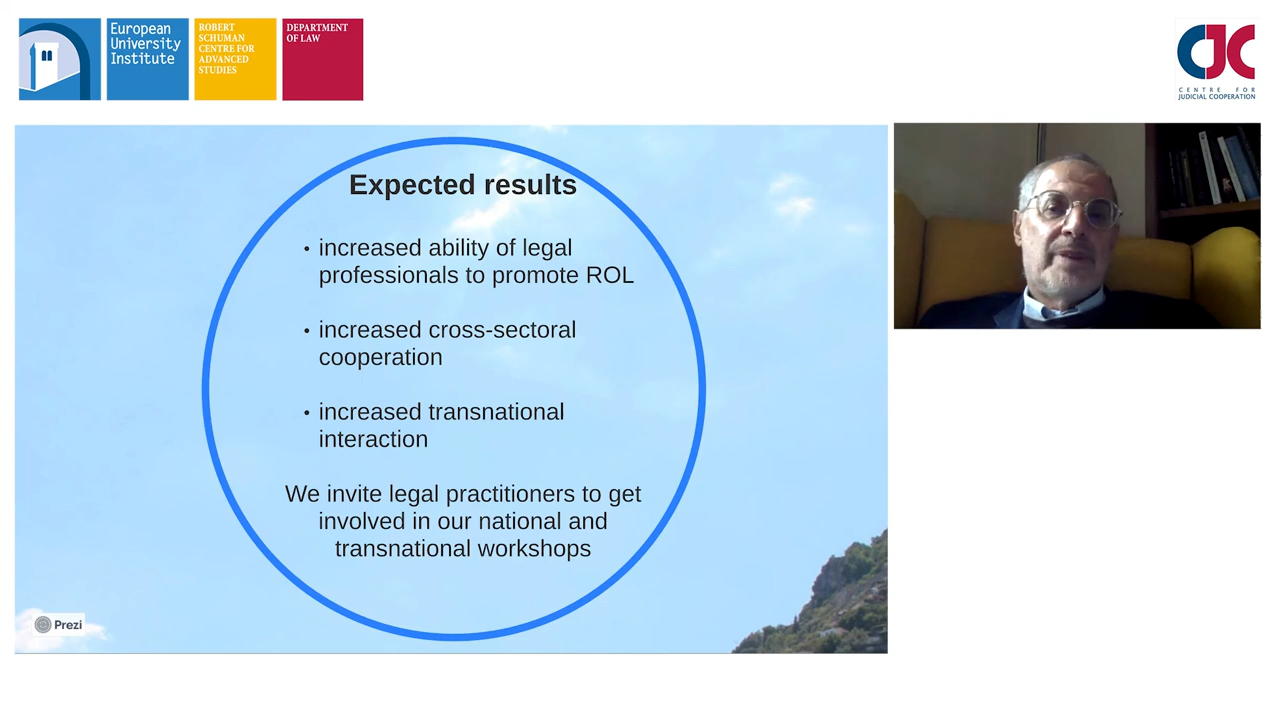 European
University
Institute
ROBERT
SCHUMAN
CENTRE FOR
ADVANCED
STUDIES
DEPARTMENT
OF LAW
CJC
CENTRE FOR
JUDICIAL COOPERATION
Expected results
• increased ability of legal
professionals to promote ROL
• increased cross-sectoral
cooperation
• increased transnational
interaction
We invite legal practitioners to get
involved in our national and
transnational workshops
Prezi